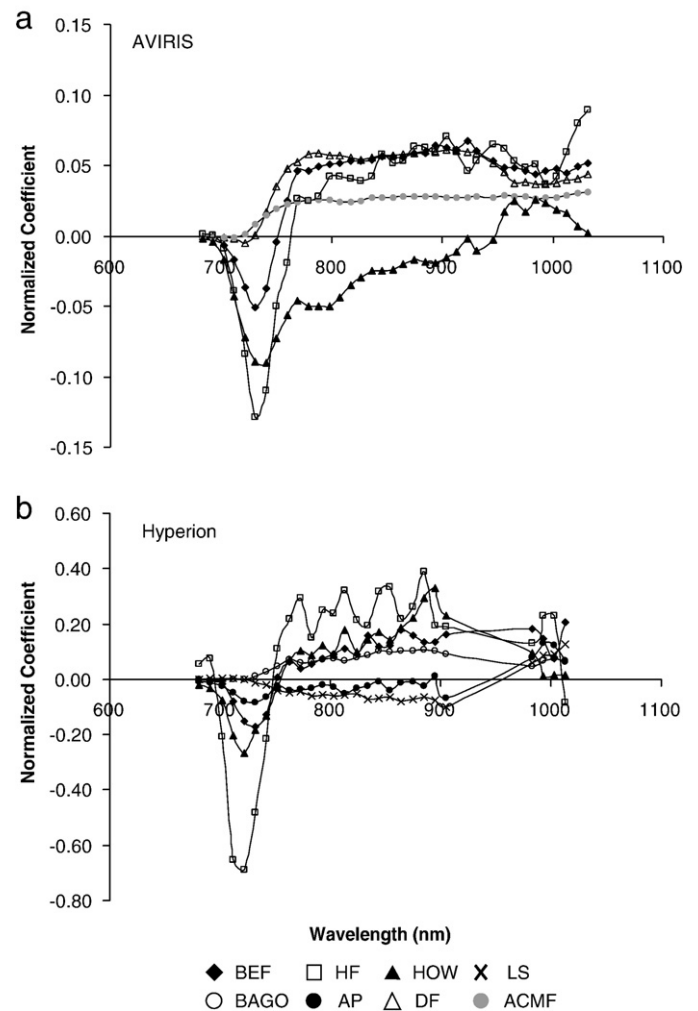 a
AVIRIS
Normalized Coefficient
0.15
0.10
0.05
0.00
-0.05
-0.10
-0.15
600 700 800 900 1000 1100
b
Hyperion
Normalized Coefficient
0.60
0.40
0.20
0.00
-0.20
-0.40
-0.60
-0.80
600 700 800 900 1000 1100
Wavelength (nm)
BEF HF HOW LS
BAGO AP DF ACMF